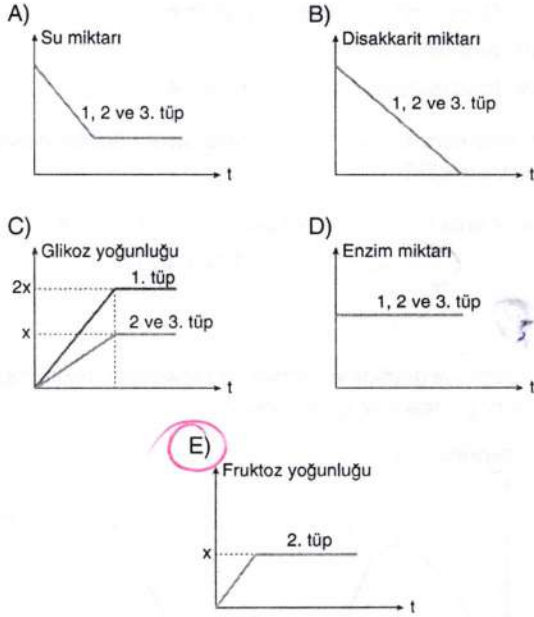 A)
Su miktarı
1, 2 ve 3. tüp
t
B)
Disakkarit miktarı
1, 2 ve 3. tüp
t
C)
Glikoz yoğunluğu
2x
1. tüp
x
2 ve 3. tüp
t
D)
Enzim miktarı
1, 2 ve 3. tüp
t
E)
Fruktoz yoğunluğu
x
2. tüp
t